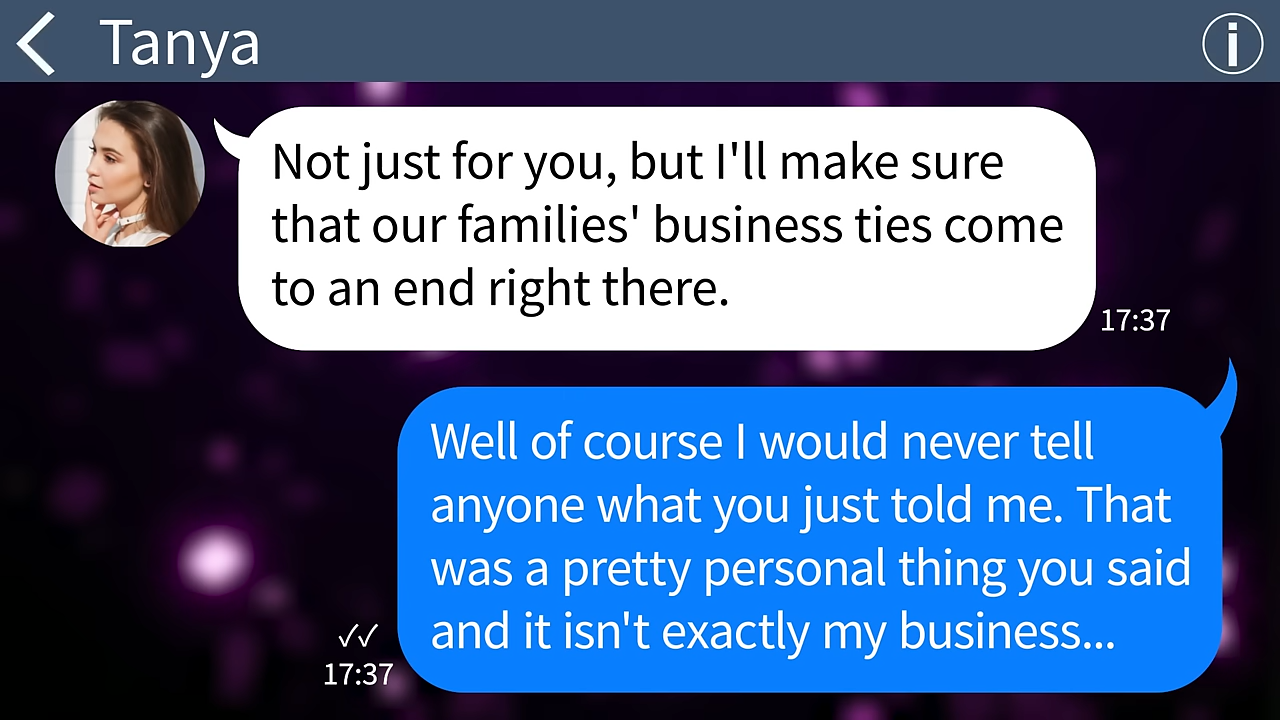 Tanya
Not just for you, but I'll make sure
that our families' business ties come
to an end right there.
17:37
Well of course I would never tell
anyone what you just told me. That
was a pretty personal thing you said
and it isn't exactly my business...
17:37